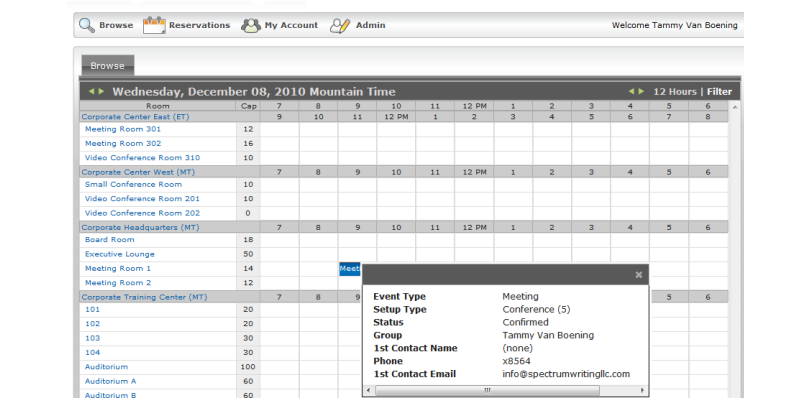 Browse Reservations My Account Admin Welcome Tammy Van Boening
Browse
Wednesday, December 08, 2010 Mountain Time 12 Hours | Filter
Room Cap 7 8 9 10 11 12 PM 1 2 3 4 5 6
Corporate Center East (ET) 9 10 11 12 PM 1 2 3 4 5 6 7 8
Meeting Room 301 12
Meeting Room 302 16
Video Conference Room 310 10
Corporate Center West (MT) 7 8 9 10 11 12 PM 1 2 3 4 5 6
Small Conference Room 10
Video Conference Room 201 10
Video Conference Room 202 0
Corporate Headquarters (MT) 7 8 9 10 11 12 PM 1 2 3 4 5 6
Board Room 18
Executive Lounge 50
Meeting Room 1 14 Meeti
Meeting Room 2 12
Corporate Training Center (MT) 7 8 9 5 6
101 20
102 20
103 30
104 30
Auditorium 100
Auditorium A 60
Auditorium B 60
Event Type Meeting
Setup Type Conference (5)
Status Confirmed
Group Tammy Van Boening
1st Contact Name (none)
Phone x8564
1st Contact Email info@spectrumwritingllc.com